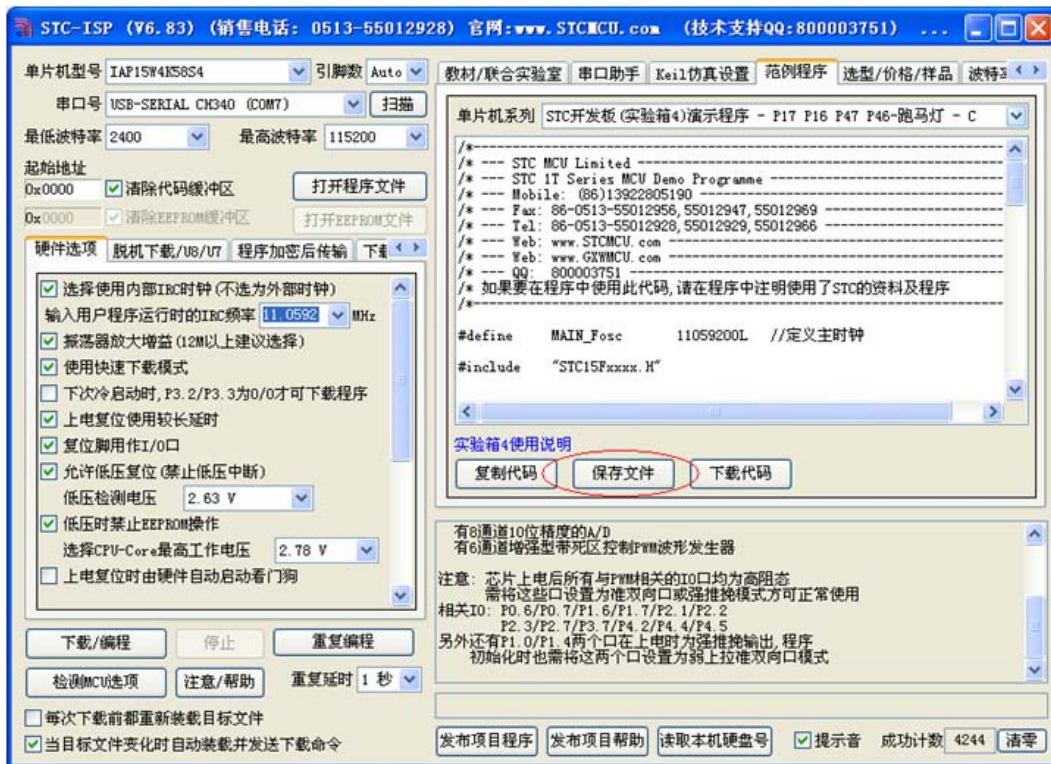 STC-ISP (V6.83) (销售电话: 0513-55012928) 官网:www.STCMCU.com (技术支持QQ:800003751) ...
单片机型号 IAP15W4K58S4 引脚数 Auto
串口号 USB-SERIAL CH340 (COM7) 扫描
最低波特率 2400 最高波特率 115200
起始地址
0x0000 清除代码缓冲区 打开程序文件
0x0000 清除EEPROM缓冲区 打开EEPROM文件
硬件选项 脱机下载/U8/U7 程序加密后传输 下载
选择使用内部IRC时钟(不选为外部时钟)
输入用户程序运行时的IRC频率 11.0592 MHz
振荡器放大增益(12M以上建议选择)
使用快速下载模式
下次冷启动时,P3.2/P3.3为0/0才可下载程序
上电复位使用较长延时
复位脚用作I/O口
允许低压复位(禁止低压中断)
低压检测电压 2.63 V
低压时禁止EEPROM操作
选择CPU-Core最高工作电压 2.78 V
上电复位时由硬件自动启动看门狗
下载/编程 停止 重复编程
检测MCU选项 注意/帮助 重复延时 1 秒
每次下载前都重新装载目标文件
当目标文件变化时自动装载并发送下载命令
教材/联合实验室 串口助手 Keil仿真设置 范例程序 选型/价格/样品 波特
单片机系列 STC开发板(实验箱4)演示程序 - P17 P16 P47 P46-跑马灯 - C
/*---------------------------------------------------------------------
/* --- STC MCU Limited ------------------------------------------------
/* --- STC 1T Series MCU Demo Programme -------------------------------
/* --- Mobile: (86)13922805190 ----------------------------------------
/* --- Fax: 86-0513-55012956,55012947,55012969 ------------------------
/* --- Tel: 86-0513-55012928,55012929,55012966 ------------------------
/* --- Web: www.STCMCU.com --------------------------------------------
/* --- Web: www.GXWMCU.com --------------------------------------------
/* --- QQ: 800003751 --------------------------------------------------
/* 如果要在程序中使用此代码,请在程序中注明使用了STC的资料及程序
/*---------------------------------------------------------------------
#define MAIN_Fosc 11059200L //定义主时钟
#include "STC15Fxxxx.H"
实验箱4使用说明
复制代码 保存文件 下载代码
有8通道10位精度的A/D
有6通道增强型带死区控制PWM波形发生器
注意: 芯片上电后所有与PWM相关的IO口均为高阻态
需将这些口设置为准双向口或强推挽模式方可正常使用
相关IO: P0.6/P0.7/P1.6/P1.7/P2.1/P2.2
P2.3/P2.7/P3.7/P4.2/P4.4/P4.5
另外还有P1.0/P1.4两个口在上电时为强推挽输出,程序
初始化时也需将这两个口设置为弱上拉准双向口模式
发布项目程序 发布项目帮助 读取本机硬盘号 提示音 成功计数 4244 清零